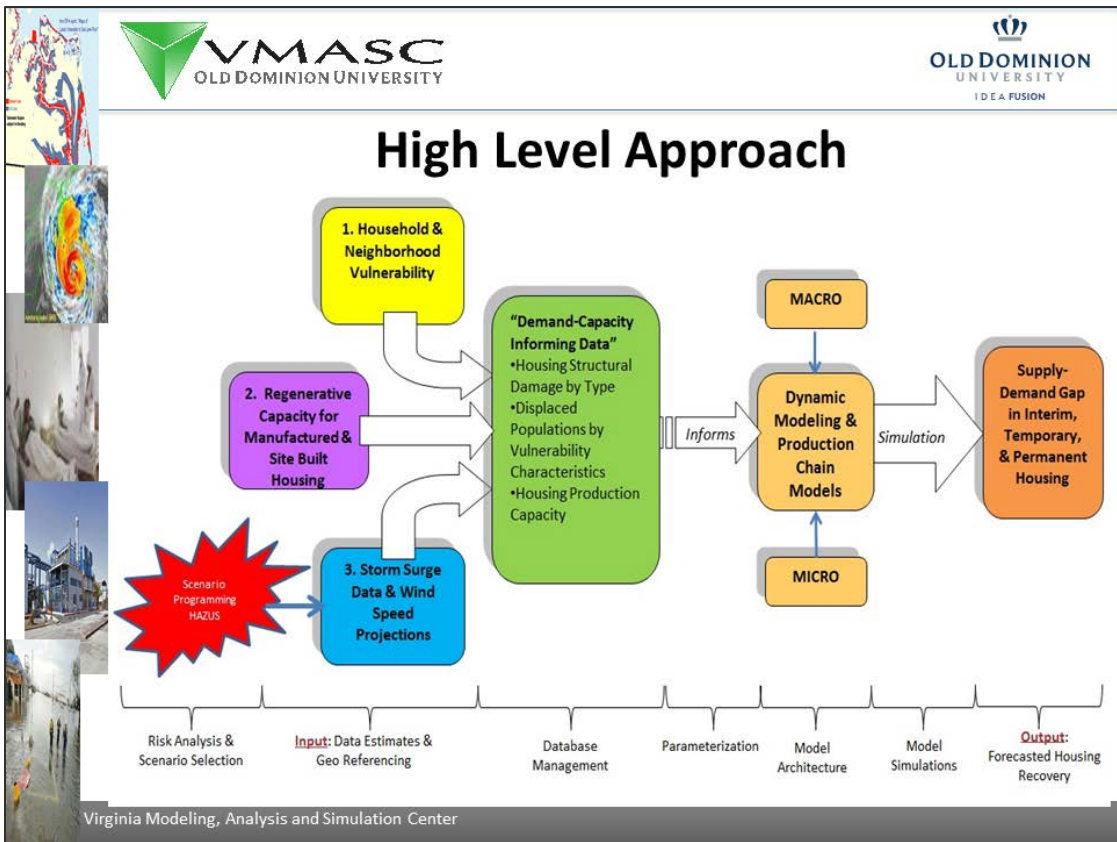 VMASC
OLD DOMINION UNIVERSITY
OLD DOMINION
UNIVERSITY
IDEA FUSION
High Level Approach
1. Household &
Neighborhood
Vulnerability
2. Regenerative
Capacity for
Manufactured &
Site Built
Housing
Scenario
Programming
HAZUS
3. Storm Surge
Data & Wind
Speed
Projections
“Demand-Capacity
Informing Data”
•Housing Structural
Damage by Type
•Displaced
Populations by
Vulnerability
Characteristics
•Housing Production
Capacity
Informs
MACRO
Dynamic
Modeling &
Production
Chain
Models
MICRO
Simulation
Supply-
Demand Gap
in Interim,
Temporary,
& Permanent
Housing
Risk Analysis &
Scenario Selection
Input: Data Estimates &
Geo Referencing
Database
Management
Parameterization
Model
Architecture
Model
Simulations
Output:
Forecasted Housing
Recovery
Virginia Modeling, Analysis and Simulation Center